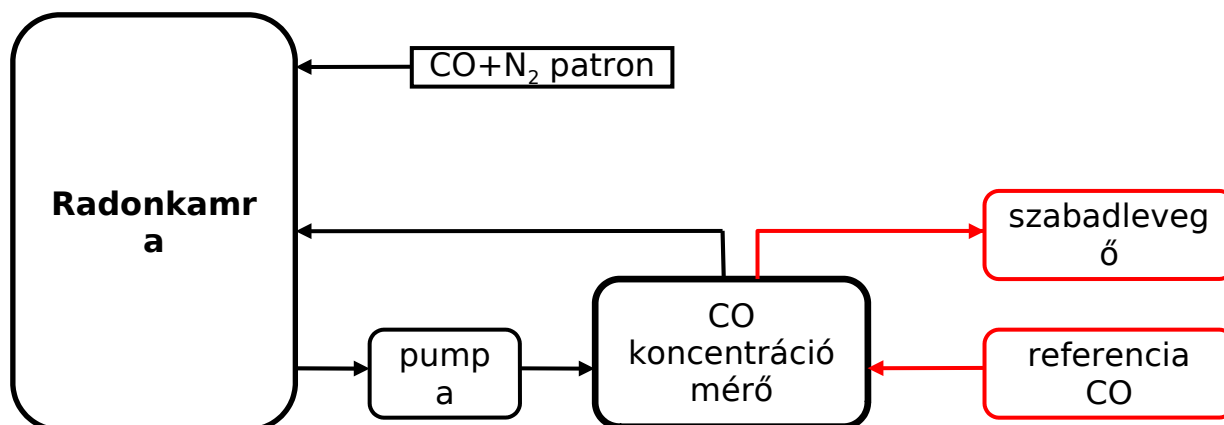 CO+N₂ patron
Radonkamr
a
szabadleveg
ő
CO
koncentráció
mérő
pump
a
referencia
CO